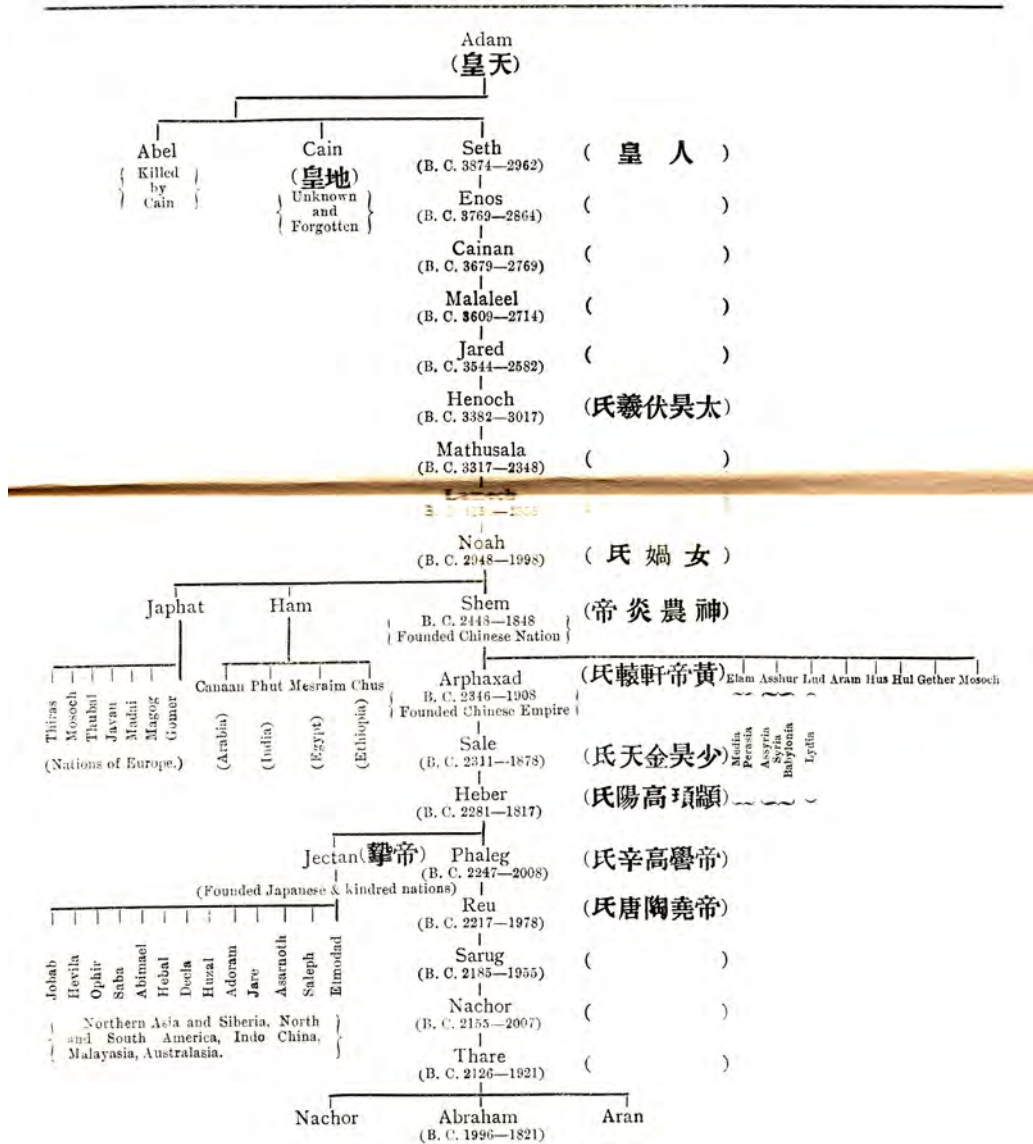 Adam
(皇天)
Abel
Killed
by
Cain
Cain
(皇地)
Unknown
and
Forgotten
Seth
(B. C. 3874—2962)
( 皇 人 )
Enos
(B. C. 3769—2864)
( )
Cainan
(B. C. 3679—2769)
( )
Malaleel
(B. C. 3609—2714)
( )
Jared
(B. C. 3544—2582)
( )
Henoch
(B. C. 3382—3017)
(氏羲伏昊太)
Mathusala
(B. C. 3317—2348)
( )
Lamech
Noah
(B. C. 2948—1998)
( 氏 媧 女 )
Japhat
Ham
Shem
B. C. 2448—1848
Founded Chinese Nation
(帝 炎 農 神)
Thiras
Mosoch
Thubal
Javan
Madai
Magog
Gomer
(Nations of Europe.)
Canaan Phut Mesraim Chus
(Arabia)
(India)
(Egypt)
(Ethiopia)
Arphaxad
B. C. 2346—1908
Founded Chinese Empire
(氏轅軒帝黃)
Elam Asshur Lud Aram Hus Hul Gether Mosoch
Media
Perasia
Assyria
Syria
Babylonia
Lydia
Sale
(B. C. 2311—1878)
(氏天金昊少)
Heber
(B. C. 2281—1817)
(氏陽高頊顓)
Jectan(摯帝)
(Founded Japanese & kindred nations)
Phaleg
(B. C. 2247—2008)
(氏辛高嚳帝)
Reu
(B. C. 2217—1978)
(氏唐陶堯帝)
Jobab
Hevila
Ophir
Saba
Abimael
Hebal
Decla
Huzal
Adoram
Jare
Asarnoth
Saleph
Elmodad
Northern Asia and Siberia, North
and South America, Indo China,
Malayasia, Australasia.
Sarug
(B. C. 2185—1955)
( )
Nachor
(B. C. 2155—2007)
( )
Thare
(B. C. 2126—1921)
( )
Nachor
Abraham
(B. C. 1996—1821)
Aran